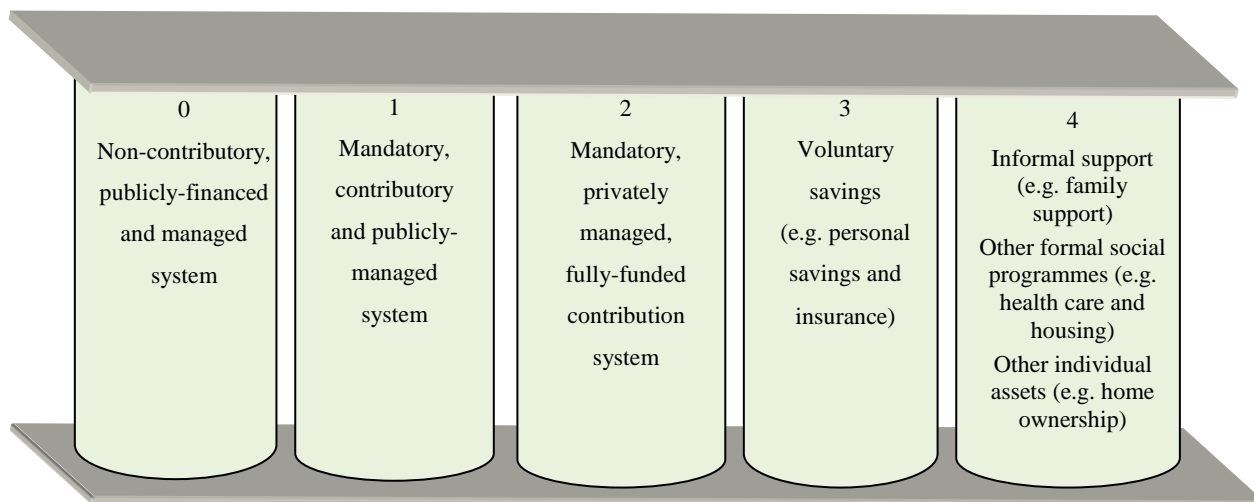 0
Non-contributory,
publicly-financed
and managed
system
1
Mandatory,
contributory
and publicly-
managed
system
2
Mandatory,
privately
managed,
fully-funded
contribution
system
3
Voluntary
savings
(e.g. personal
savings and
insurance)
4
Informal support
(e.g. family
support)
Other formal social
programmes (e.g.
health care and
housing)
Other individual
assets (e.g. home
ownership)